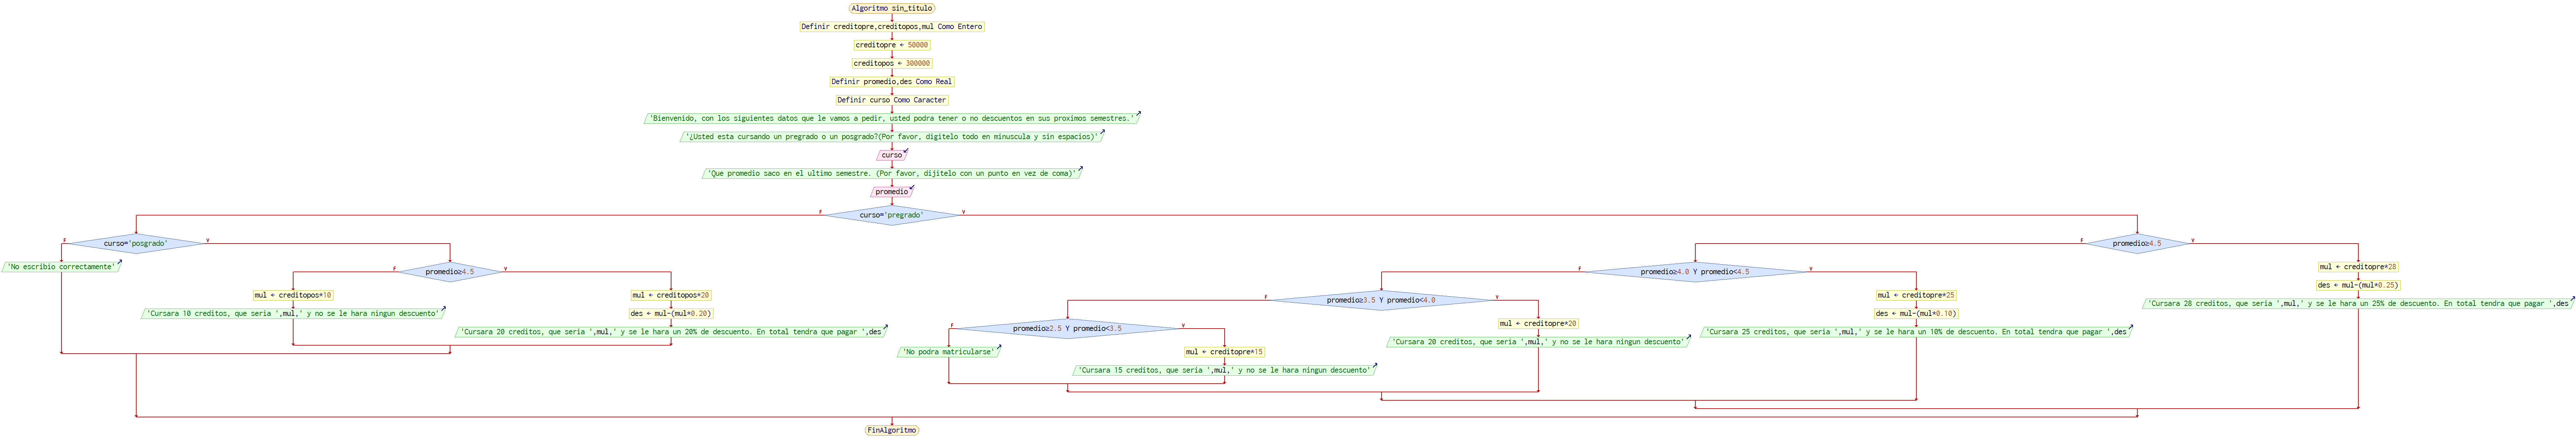 Algoritmo sin_titulo
Definir creditopre,creditopos,mul Como Entero
creditopre ← 50000
creditopos ← 300000
Definir promedio,des Como Real
Definir curso Como Caracter
'Bienvenido, con los siguientes datos que le vamos a pedir, usted podra tener o no descuentos en sus proximos semestres.'
'¿Usted esta cursando un pregrado o un posgrado?(Por favor, digitelo todo en minuscula y sin espacios)'
curso
'Que promedio saco en el ultimo semestre. (Por favor, dijitelo con un punto en vez de coma)'
promedio
F
curso='pregrado'
V
F
curso='posgrado'
V
F
promedio≥4.5
V
'No escribio correctamente'
F
promedio≥4.5
V
F
promedio≥4.0 Y promedio<4.5
V
mul ← creditopre*28
des ← mul-(mul*0.25)
'Cursara 28 creditos, que seria ',mul,' y se le hara un 25% de descuento. En total tendra que pagar ',des
mul ← creditopos*10
'Cursara 10 creditos, que seria ',mul,' y no se le hara ningun descuento'
mul ← creditopos*20
des ← mul-(mul*0.20)
'Cursara 20 creditos, que seria ',mul,' y se le hara un 20% de descuento. En total tendra que pagar ',des
F
promedio≥3.5 Y promedio<4.0
V
mul ← creditopre*25
des ← mul-(mul*0.10)
'Cursara 25 creditos, que seria ',mul,' y se le hara un 10% de descuento. En total tendra que pagar ',des
F
promedio≥2.5 Y promedio<3.5
V
mul ← creditopre*20
'Cursara 20 creditos, que seria ',mul,' y no se le hara ningun descuento'
'No podra matricularse'
mul ← creditopre*15
'Cursara 15 creditos, que seria ',mul,' y no se le hara ningun descuento'
FinAlgoritmo